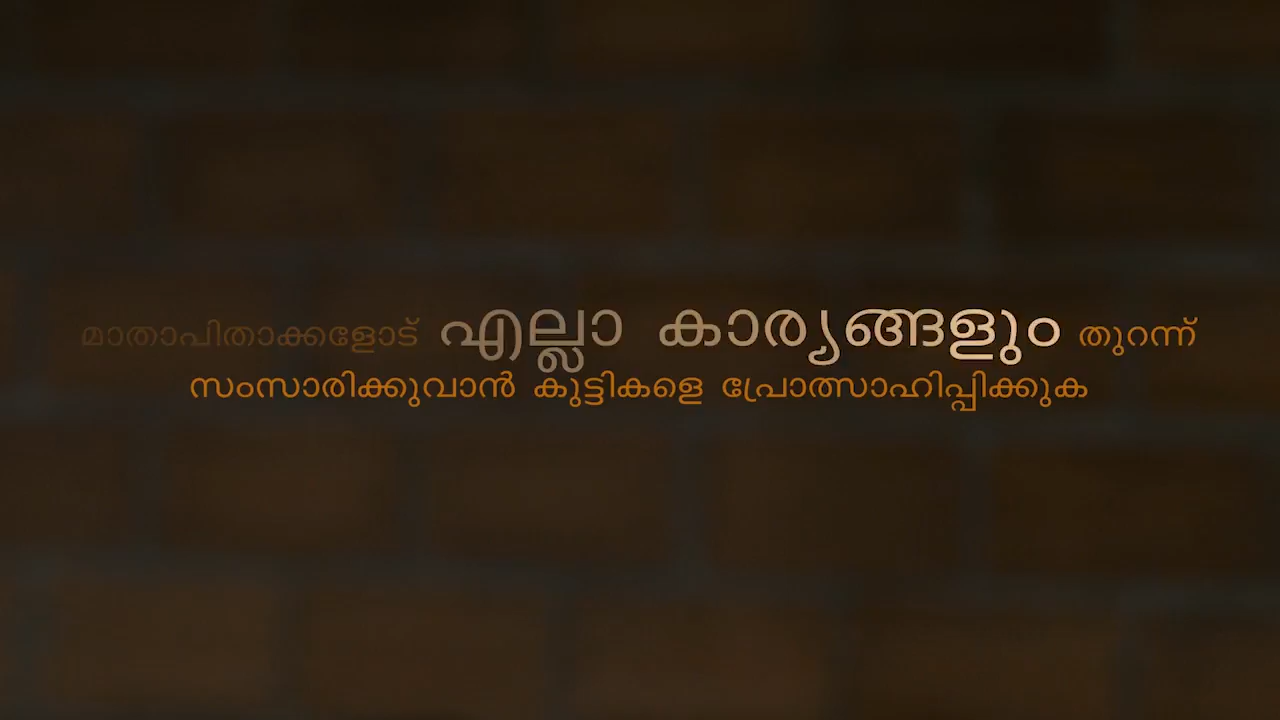 മാതാപിതാക്കളോട് എല്ലാ കാര്യങ്ങളും തുറന്ന്
സംസാരിക്കുവാൻ കുട്ടികളെ പ്രോത്സാഹിപ്പിക്കുക